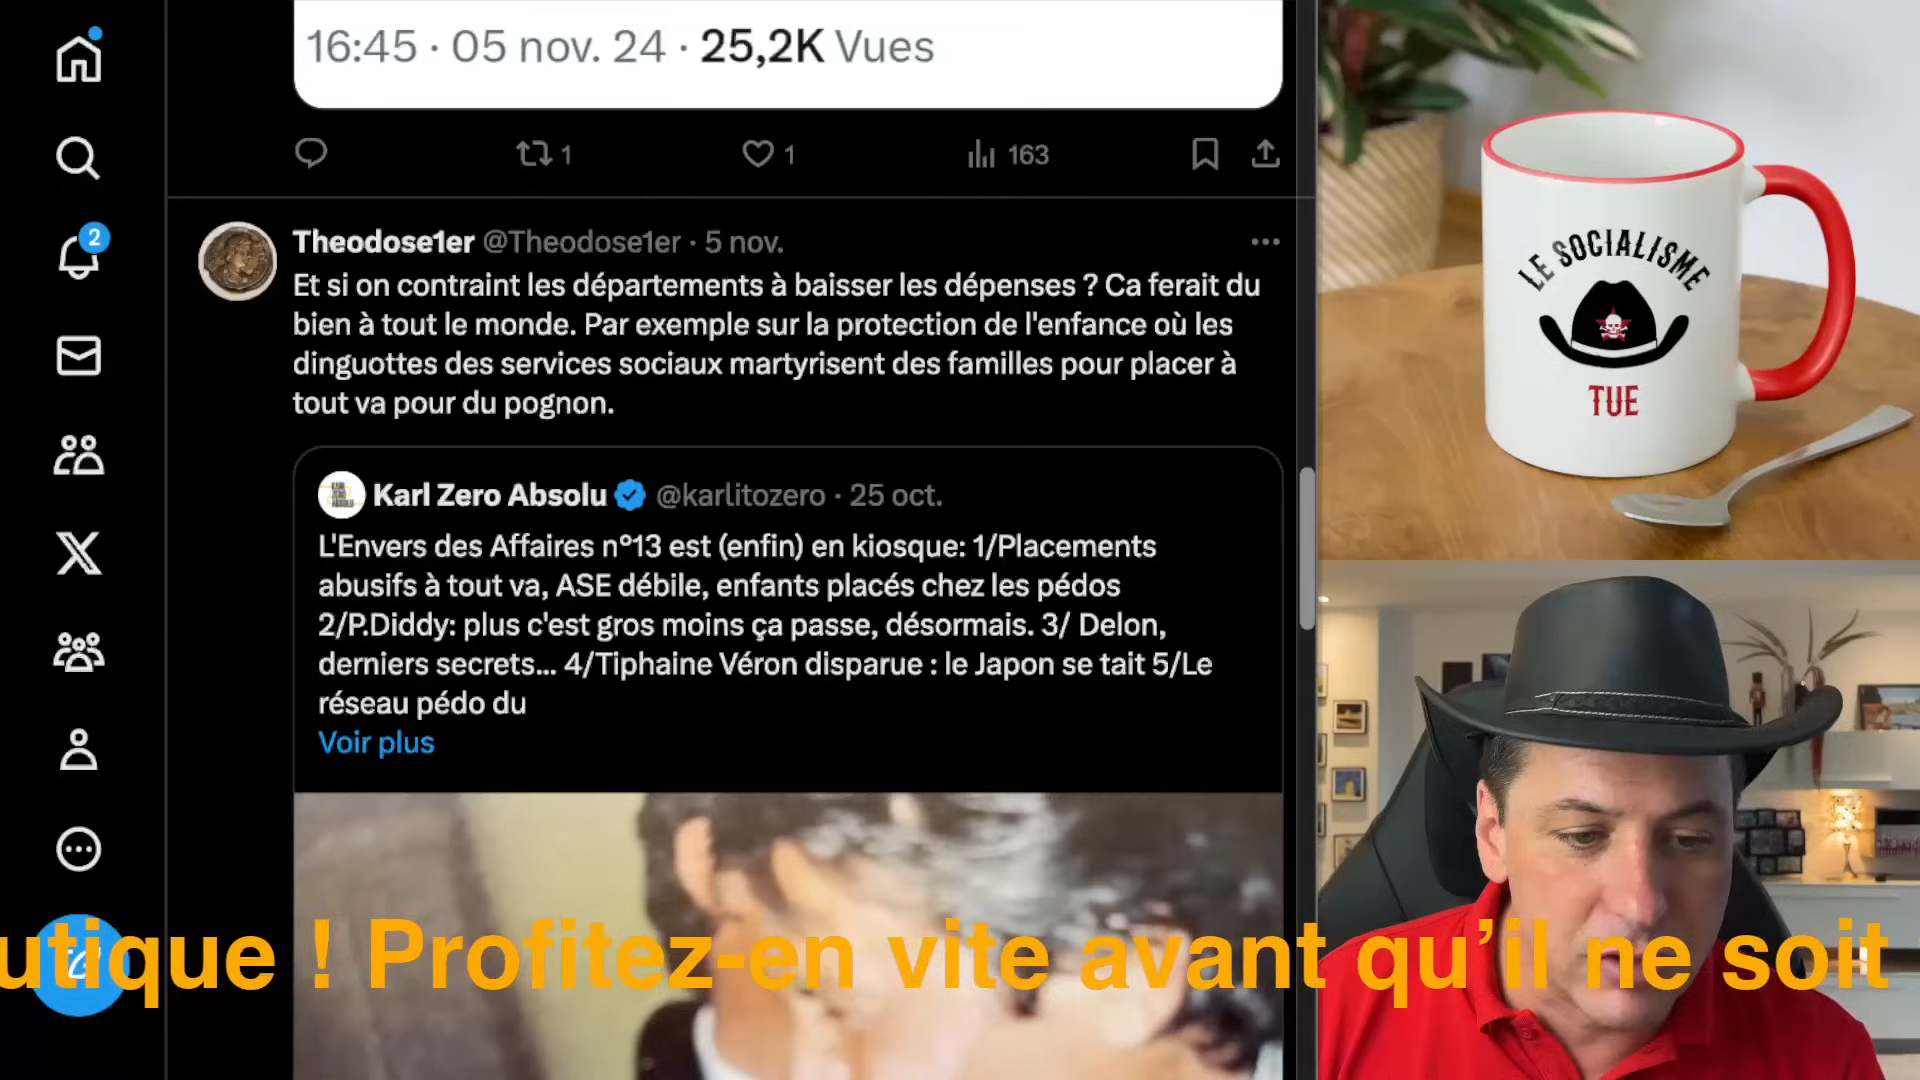 16:45 · 05 nov. 24 · 25,2K Vues
1
1
163
2
Theodose1er @Theodose1er · 5 nov.
Et si on contraint les départements à baisser les dépenses ? Ca ferait du
bien à tout le monde. Par exemple sur la protection de l'enfance où les
dinguottes des services sociaux martyrisent des familles pour placer à
tout va pour du pognon.
Karl Zero Absolu @karlitozero · 25 oct.
L'Envers des Affaires n°13 est (enfin) en kiosque: 1/Placements
abusifs à tout va, ASE débile, enfants placés chez les pédos
2/P.Diddy: plus c'est gros moins ça passe, désormais. 3/ Delon,
derniers secrets... 4/Tiphaine Véron disparue : le Japon se tait 5/Le
réseau pédo du
Voir plus
LE SOCIALISME
TUE
utique ! Profitez-en vite avant qu’il ne soit